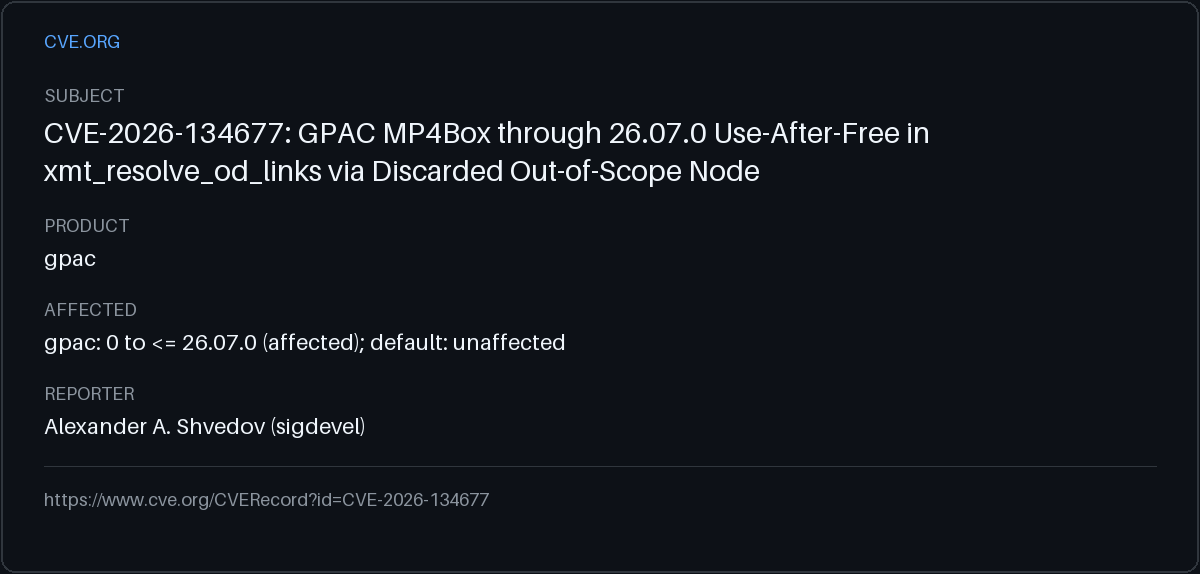 CVE.ORG
SUBJECT
CVE-2026-134677: GPAC MP4Box through 26.07.0 Use-After-Free in
xmt_resolve_od_links via Discarded Out-of-Scope Node
PRODUCT
gpac
AFFECTED
gpac: 0 to <= 26.07.0 (affected); default: unaffected
REPORTER
Alexander A. Shvedov (sigdevel)
https://www.cve.org/CVERecord?id=CVE-2026-134677